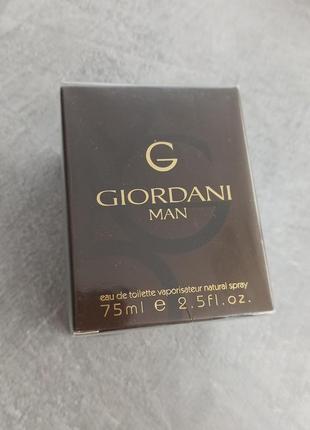 G
GIORDANI
MAN
eau de toilette vaporisateur natural spray
75ml e 2.5fl.oz.